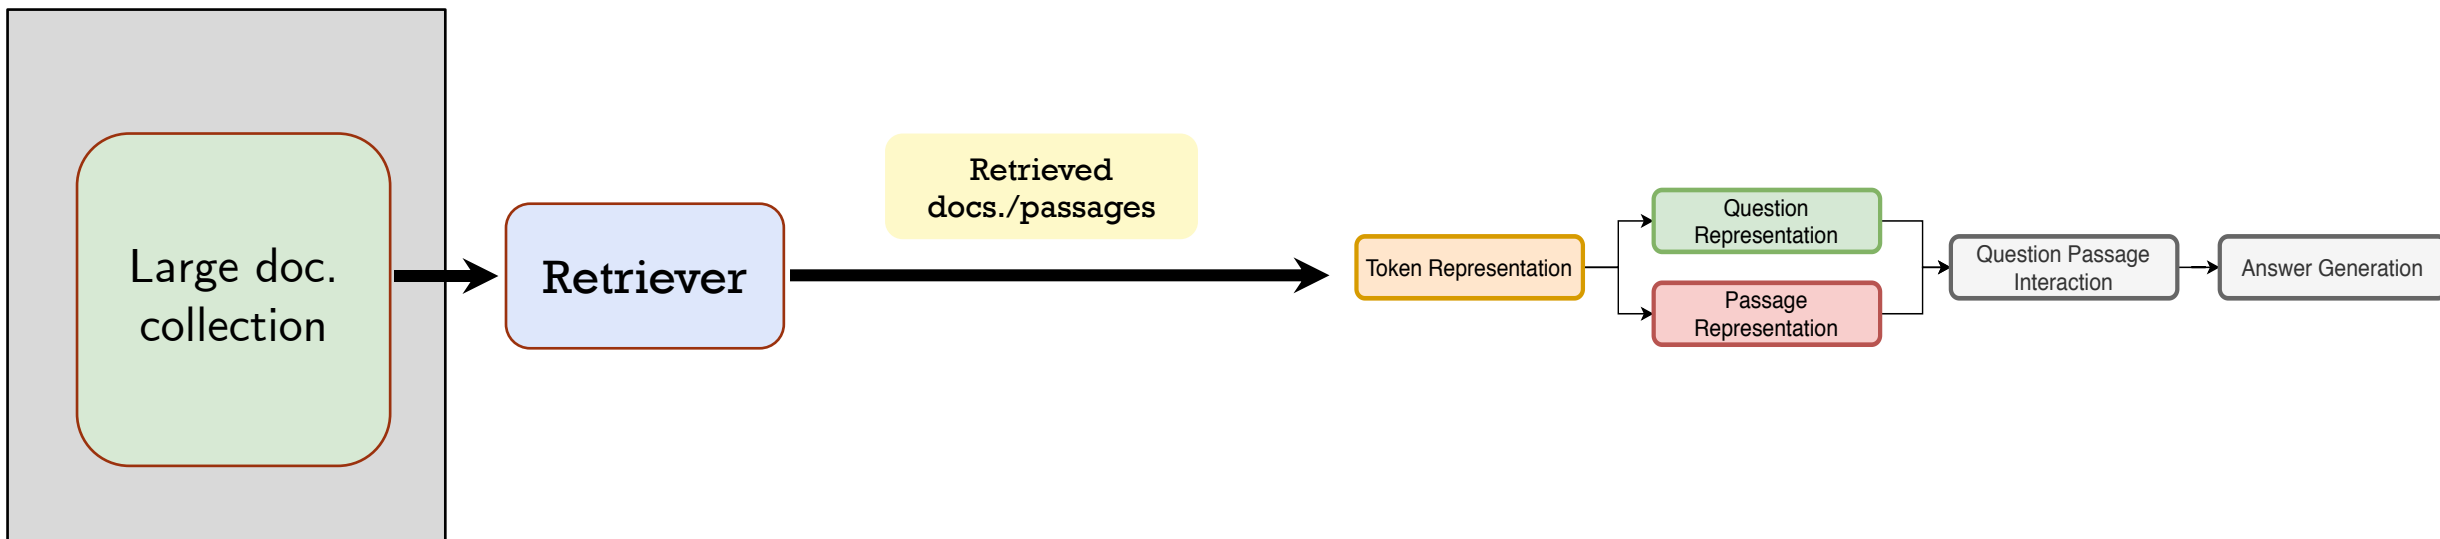 Large doc.
collection
Retriever
Retrieved
docs./passages
Token Representation
Question
Representation
Passage
Representation
Question Passage
Interaction
Answer Generation